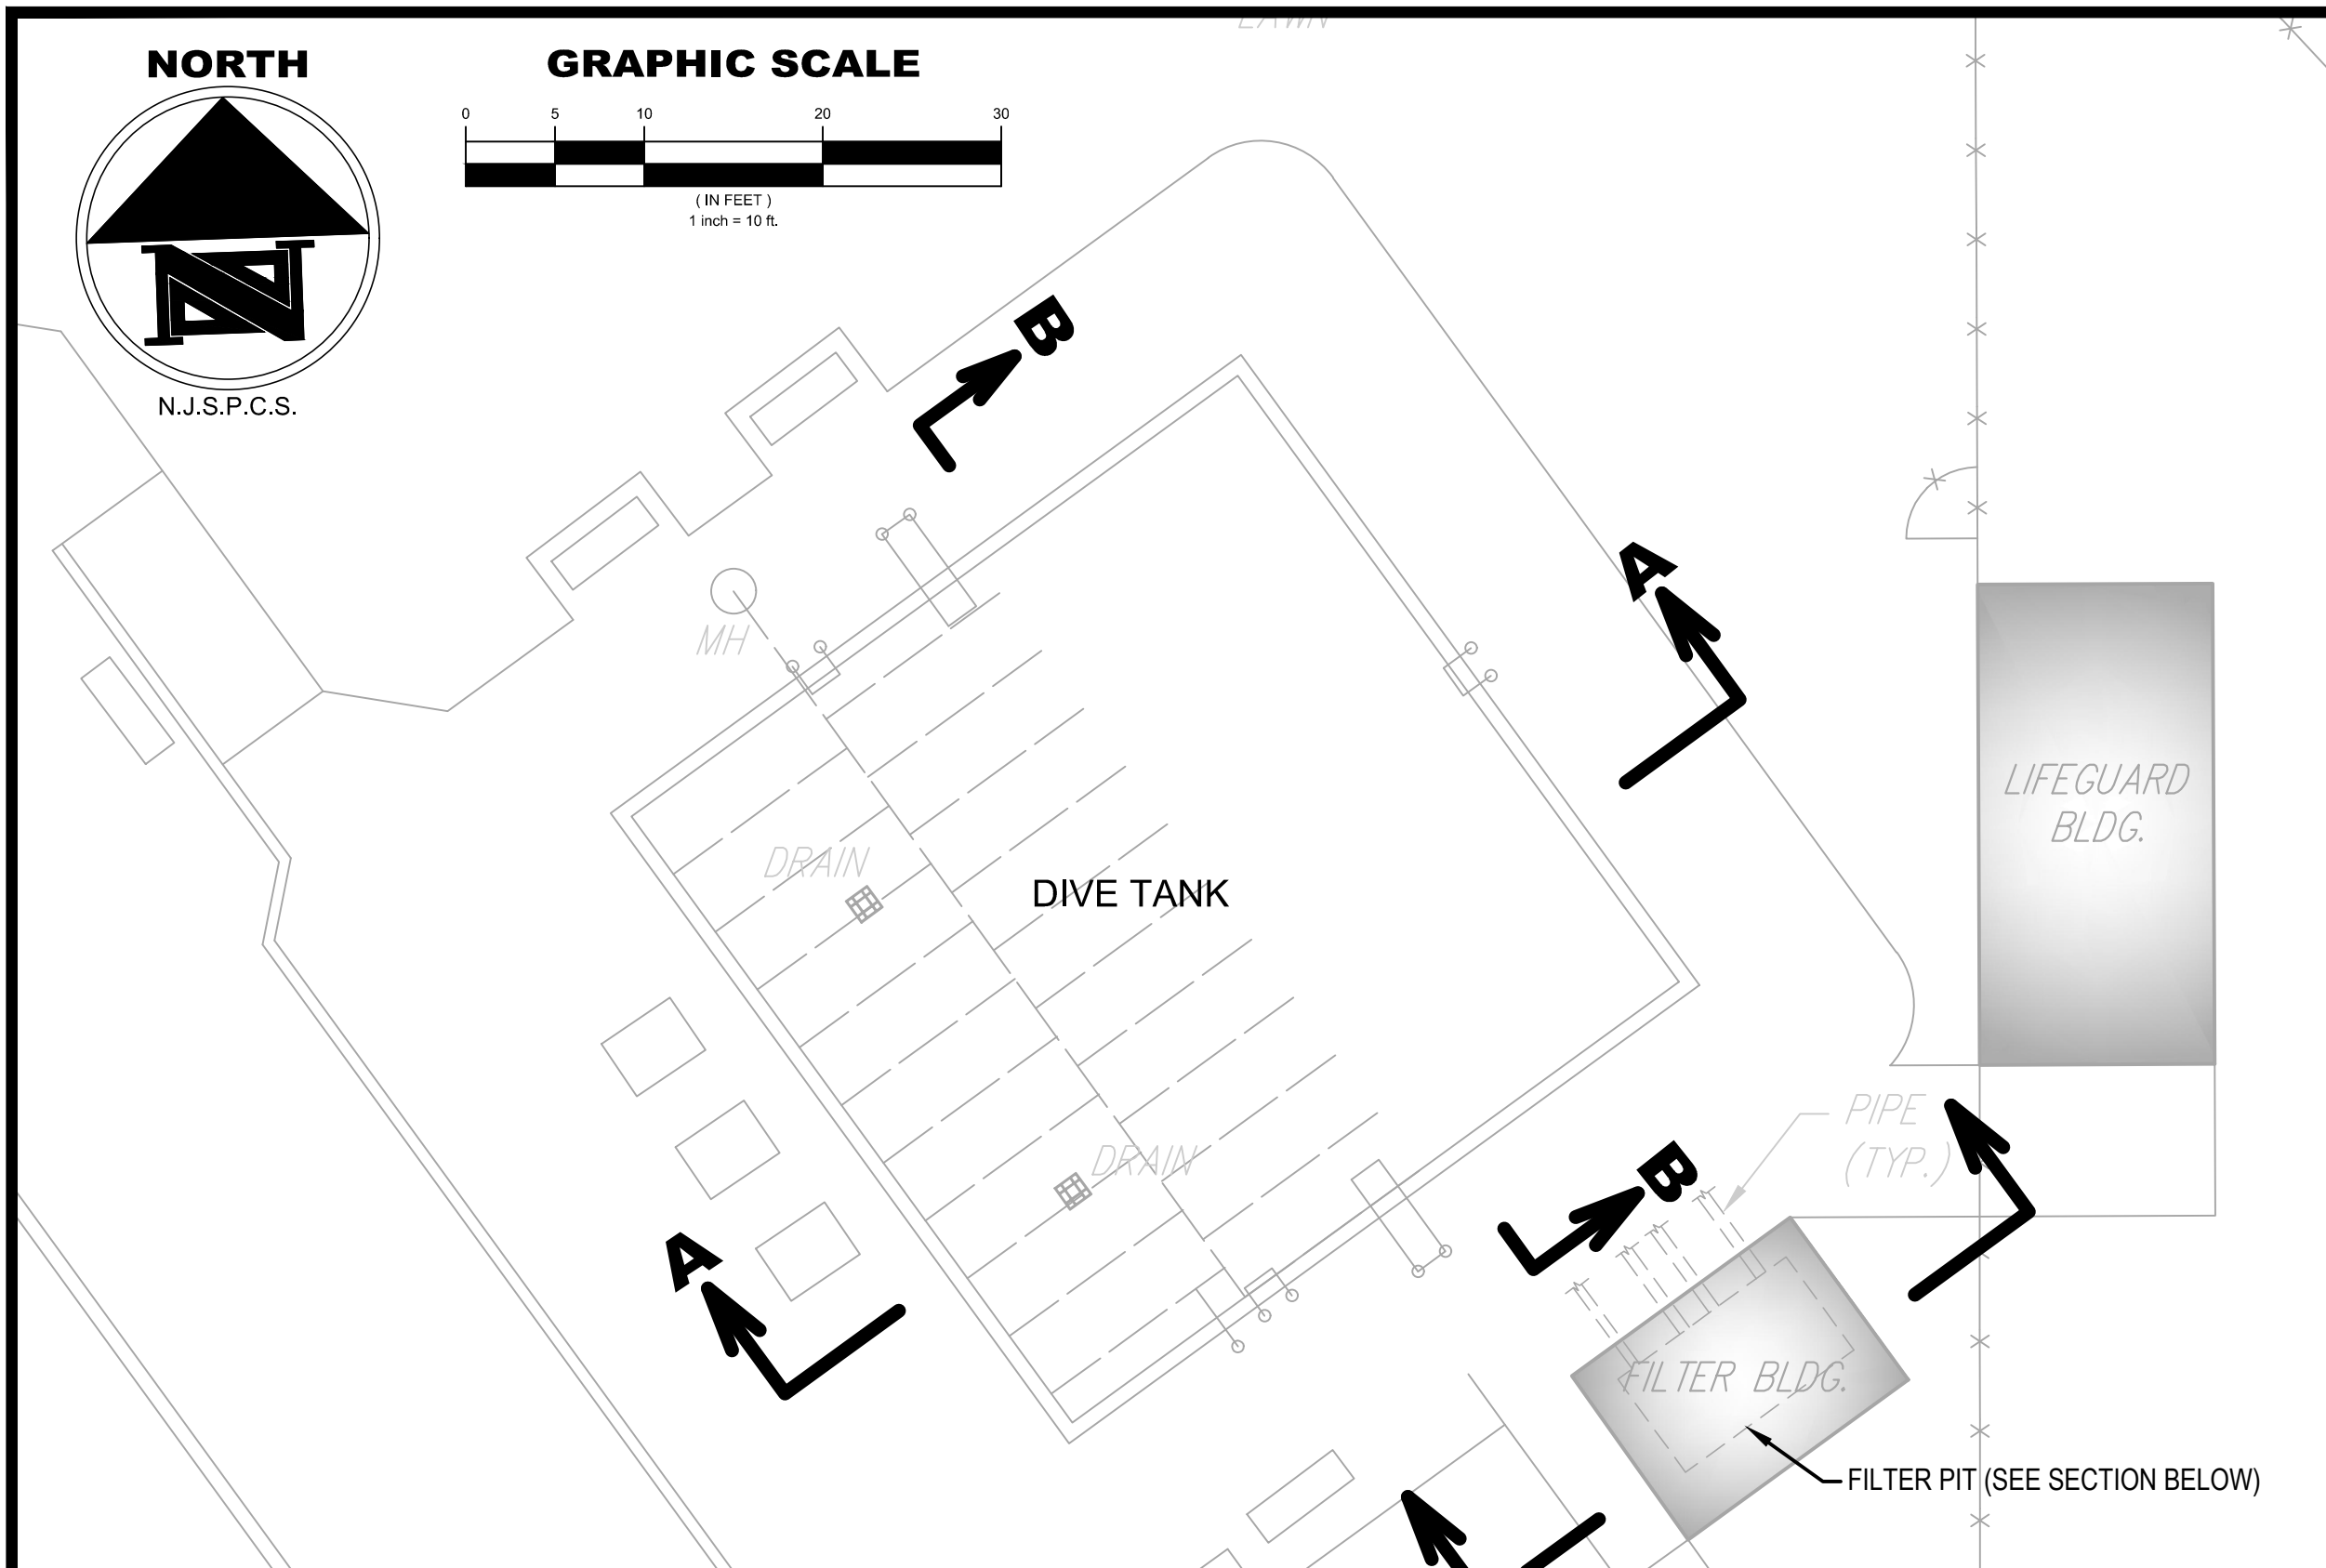 LAWN
NORTH
N
N.J.S.P.C.S.
GRAPHIC SCALE
0 5 10 20 30
( IN FEET )
1 inch = 10 ft.
B
A
MH
LIFEGUARD
BLDG.
DRAIN
DIVE TANK
PIPE
(TYP.)
DRAIN
B
A
FILTER BLDG.
FILTER PIT (SEE SECTION BELOW)